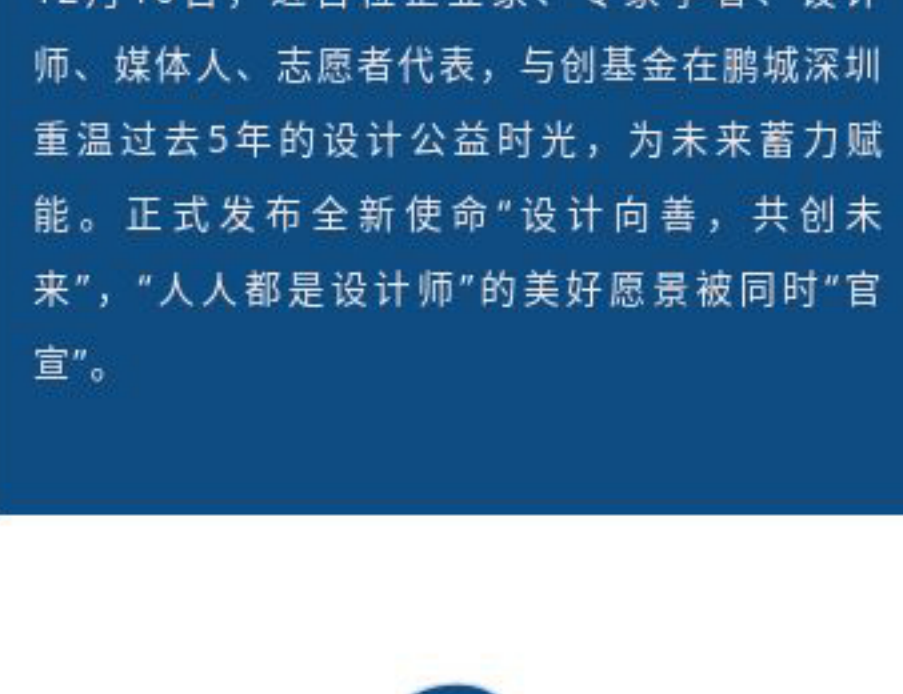 师、媒体人、志愿者代表，与创基金在鹏城深圳
重温过去5年的设计公益时光，为未来蓄力赋
能。正式发布全新使命“设计向善，共创未
来”，“人人都是设计师”的美好愿景被同时“官
宣”。